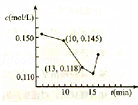 c(mol/L)
0.150
(10, 0.145)
(13, 0.118)
0.110
10 15 t(min)